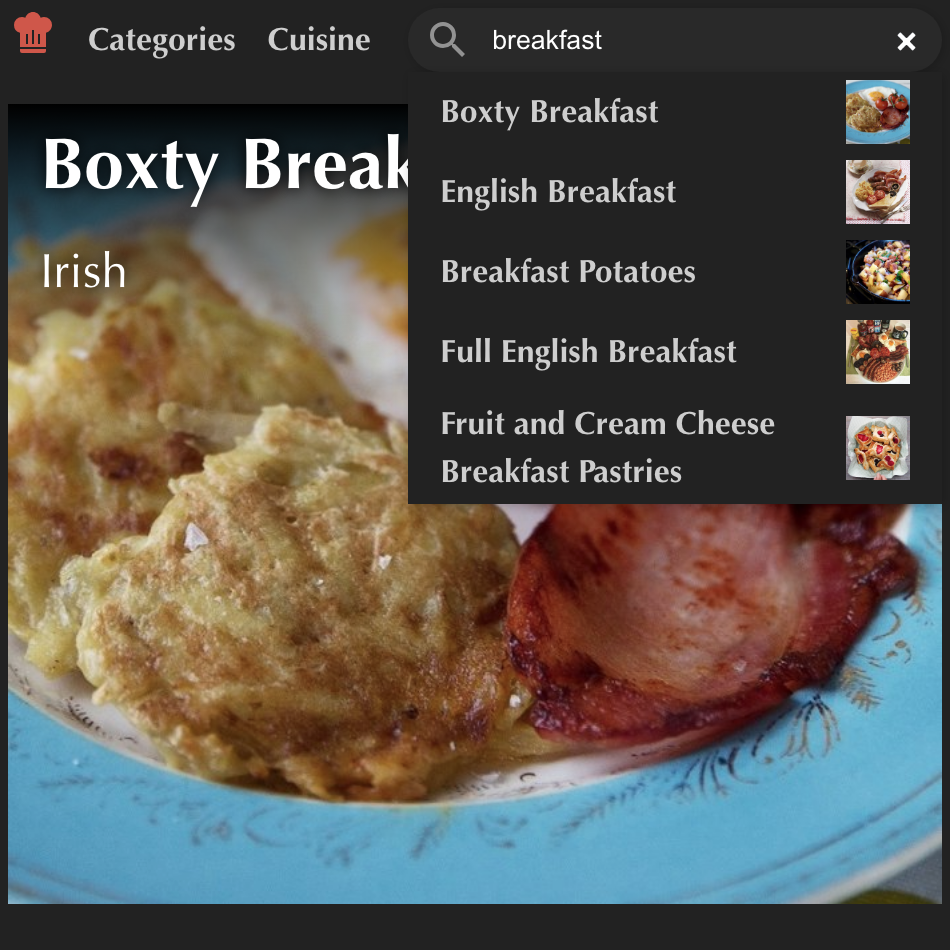 Categories
Cuisine
breakfast
Boxty Breakfast
English Breakfast
Breakfast Potatoes
Full English Breakfast
Fruit and Cream Cheese
Breakfast Pastries
Boxty Break
Irish